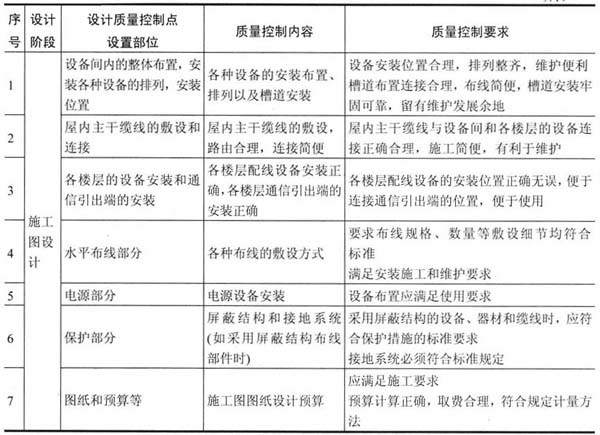 序号
设计阶段
设计质量控制点
设置部位
质量控制内容
质量控制要求
施工图设计
1
设备间内的整体布置，安
装各种设备的排列，安装
位置
各种设备的安装布置、
排列以及槽道安装
设备安装位置合理，排列整齐，维护便利
槽道布置连接合理，布线简便，槽道安装牢
固可靠，留有维护发展余地
2
屋内主干缆线的敷设和
连接
屋内主干缆线的敷设，
路由合理，连接简便
屋内主干缆线与设备间和各楼层的设备连
接正确合理，施工简便，有利于维护
3
各楼层的设备安装和通
信引出端的安装
各楼层配线设备安装正
确，各楼层通信引出端的
安装正确
各楼层配线设备的安装位置正确无误，便于
连接通信引出端的位置，便于使用
4
水平布线部分
各种布线的敷设方式
要求布线规格、数量等敷设细节均符合
标准
满足安装施工和维护要求
5
电源部分
电源设备安装
设备布置应满足使用要求
6
保护部分
屏蔽结构和接地系统
(如采用屏蔽结构布线
部件时)
采用屏蔽结构的设备、器材和缆线时，应符
合保护措施的标准要求
接地系统必须符合标准规定
7
图纸和预算等
施工图图纸设计预算
应满足施工要求
预算计算正确，取费合理，符合规定计量方
法